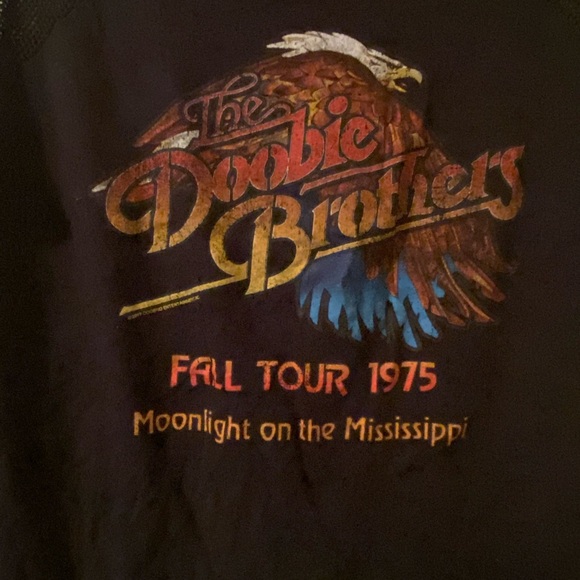 The
Doobie
Brothers
FALL TOUR 1975
Moonlight on the Mississippi